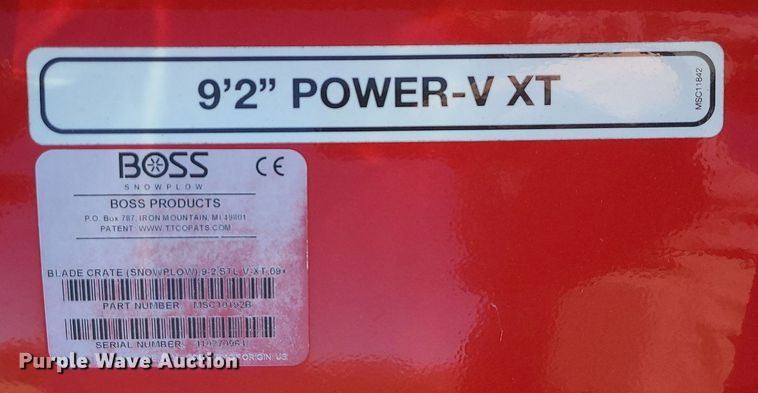 9’2” POWER-V XT
MSC11842
BOSS
SNOWPLOW
CE
BOSS PRODUCTS
P.O. Box 787, IRON MOUNTAIN, MI 49801
PATENT WWW.TTCOPATS.COM
BLADE CRATE (SNOWPLOW) 9-2 STL V-XT 09+
PART NUMBER
SERIAL NUMBER
ORIGIN: US
Purple Wave Auction